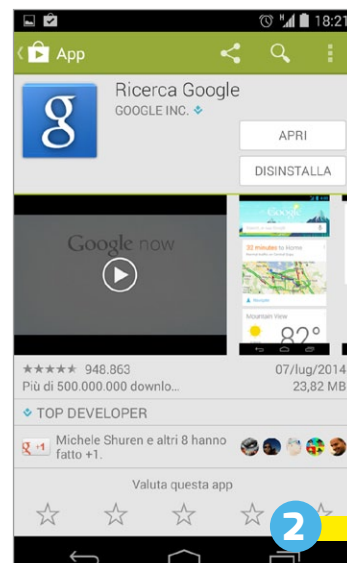 H 18:21
App
g
Ricerca Google
GOOGLE INC.
APRI
DISINSTALLA
Google now
Google
32 minutes to Home
Mountain View
82°
948.863
07/lug/2014
Più di 500.000.000 downlo...
23,82 MB
TOP DEVELOPER
g +1
Michele Shuren e altri 8 hanno
fatto +1.
Valuta questa app
2